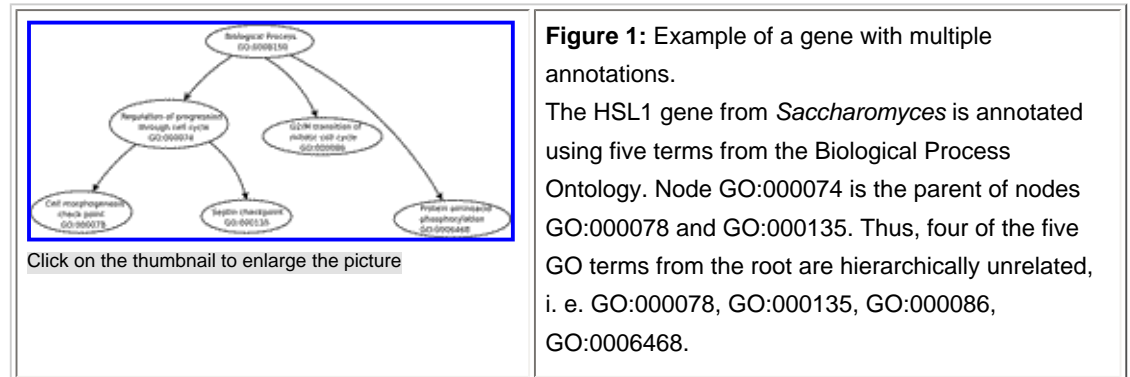 Biological Process
GO:0008150
Regulation of progression
through cell cycle
GO:000074
G2/M transition of
mitotic cell cycle
GO:000086
Cell morphogenesis
check point
GO:000078
Septin checkpoint
GO:000135
Protein aminoacid
phosphorylation
GO:0006468
Click on the thumbnail to enlarge the picture
Figure 1: Example of a gene with multiple
annotations.
The HSL1 gene from Saccharomyces is annotated
using five terms from the Biological Process
Ontology. Node GO:000074 is the parent of nodes
GO:000078 and GO:000135. Thus, four of the five
GO terms from the root are hierarchically unrelated,
i. e. GO:000078, GO:000135, GO:000086,
GO:0006468.